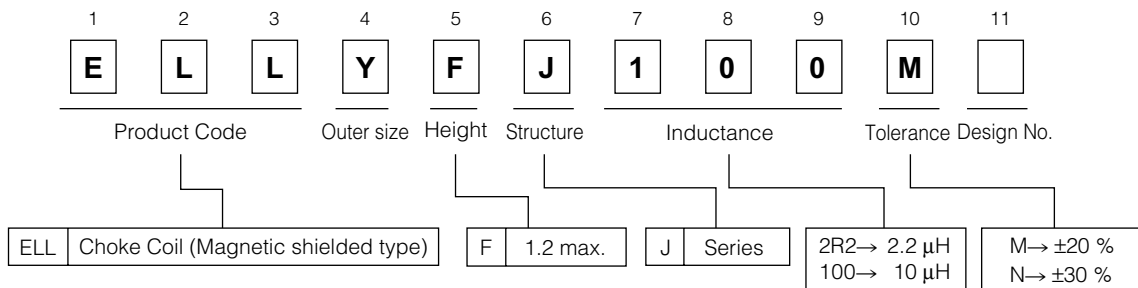 1 2 3 4 5 6 7 8 9 10 11
E L L Y F J 1 0 0 M
Product Code Outer size Height Structure Inductance Tolerance Design No.
ELL Choke Coil (Magnetic shielded type) F 1.2 max. J Series 2R2→ 2.2 μH M→ ±20 %
100→ 10 μH N→ ±30 %